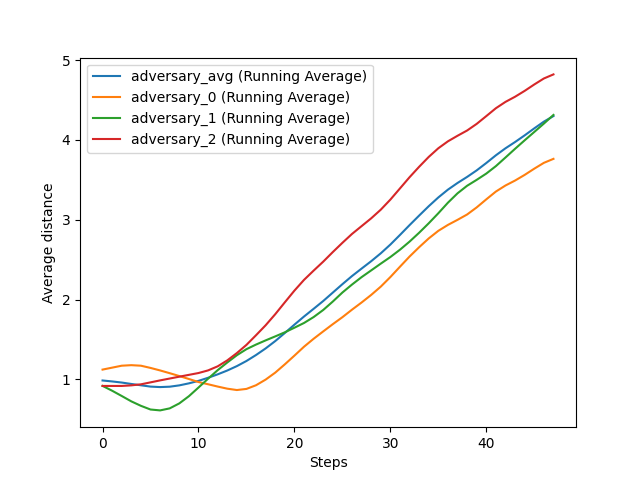 adversary_avg (Running Average)
adversary_0 (Running Average)
adversary_1 (Running Average)
adversary_2 (Running Average)
Average distance
5
4
3
2
1
0 10 20 30 40
Steps